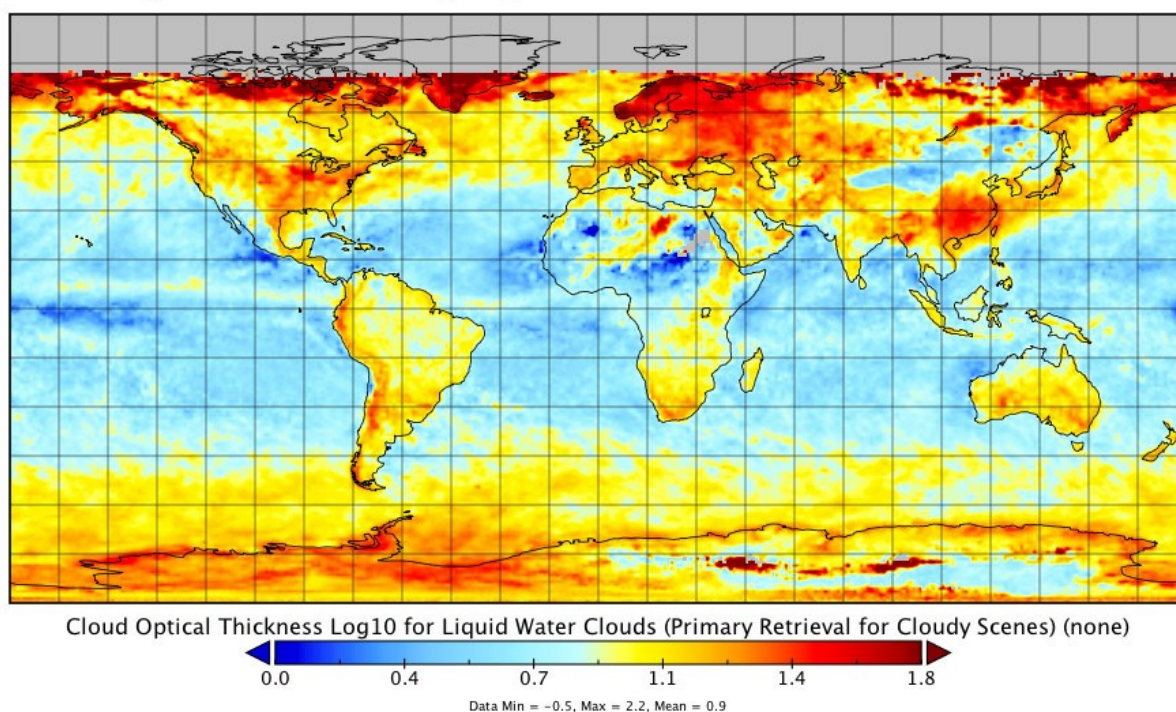 Cloud Optical Thickness Log10 for Liquid Water Clouds (Primary Retrieval for Cloudy Scenes) (none)
0.0 0.4 0.7 1.1 1.4 1.8
Data Min = −0.5, Max = 2.2, Mean = 0.9